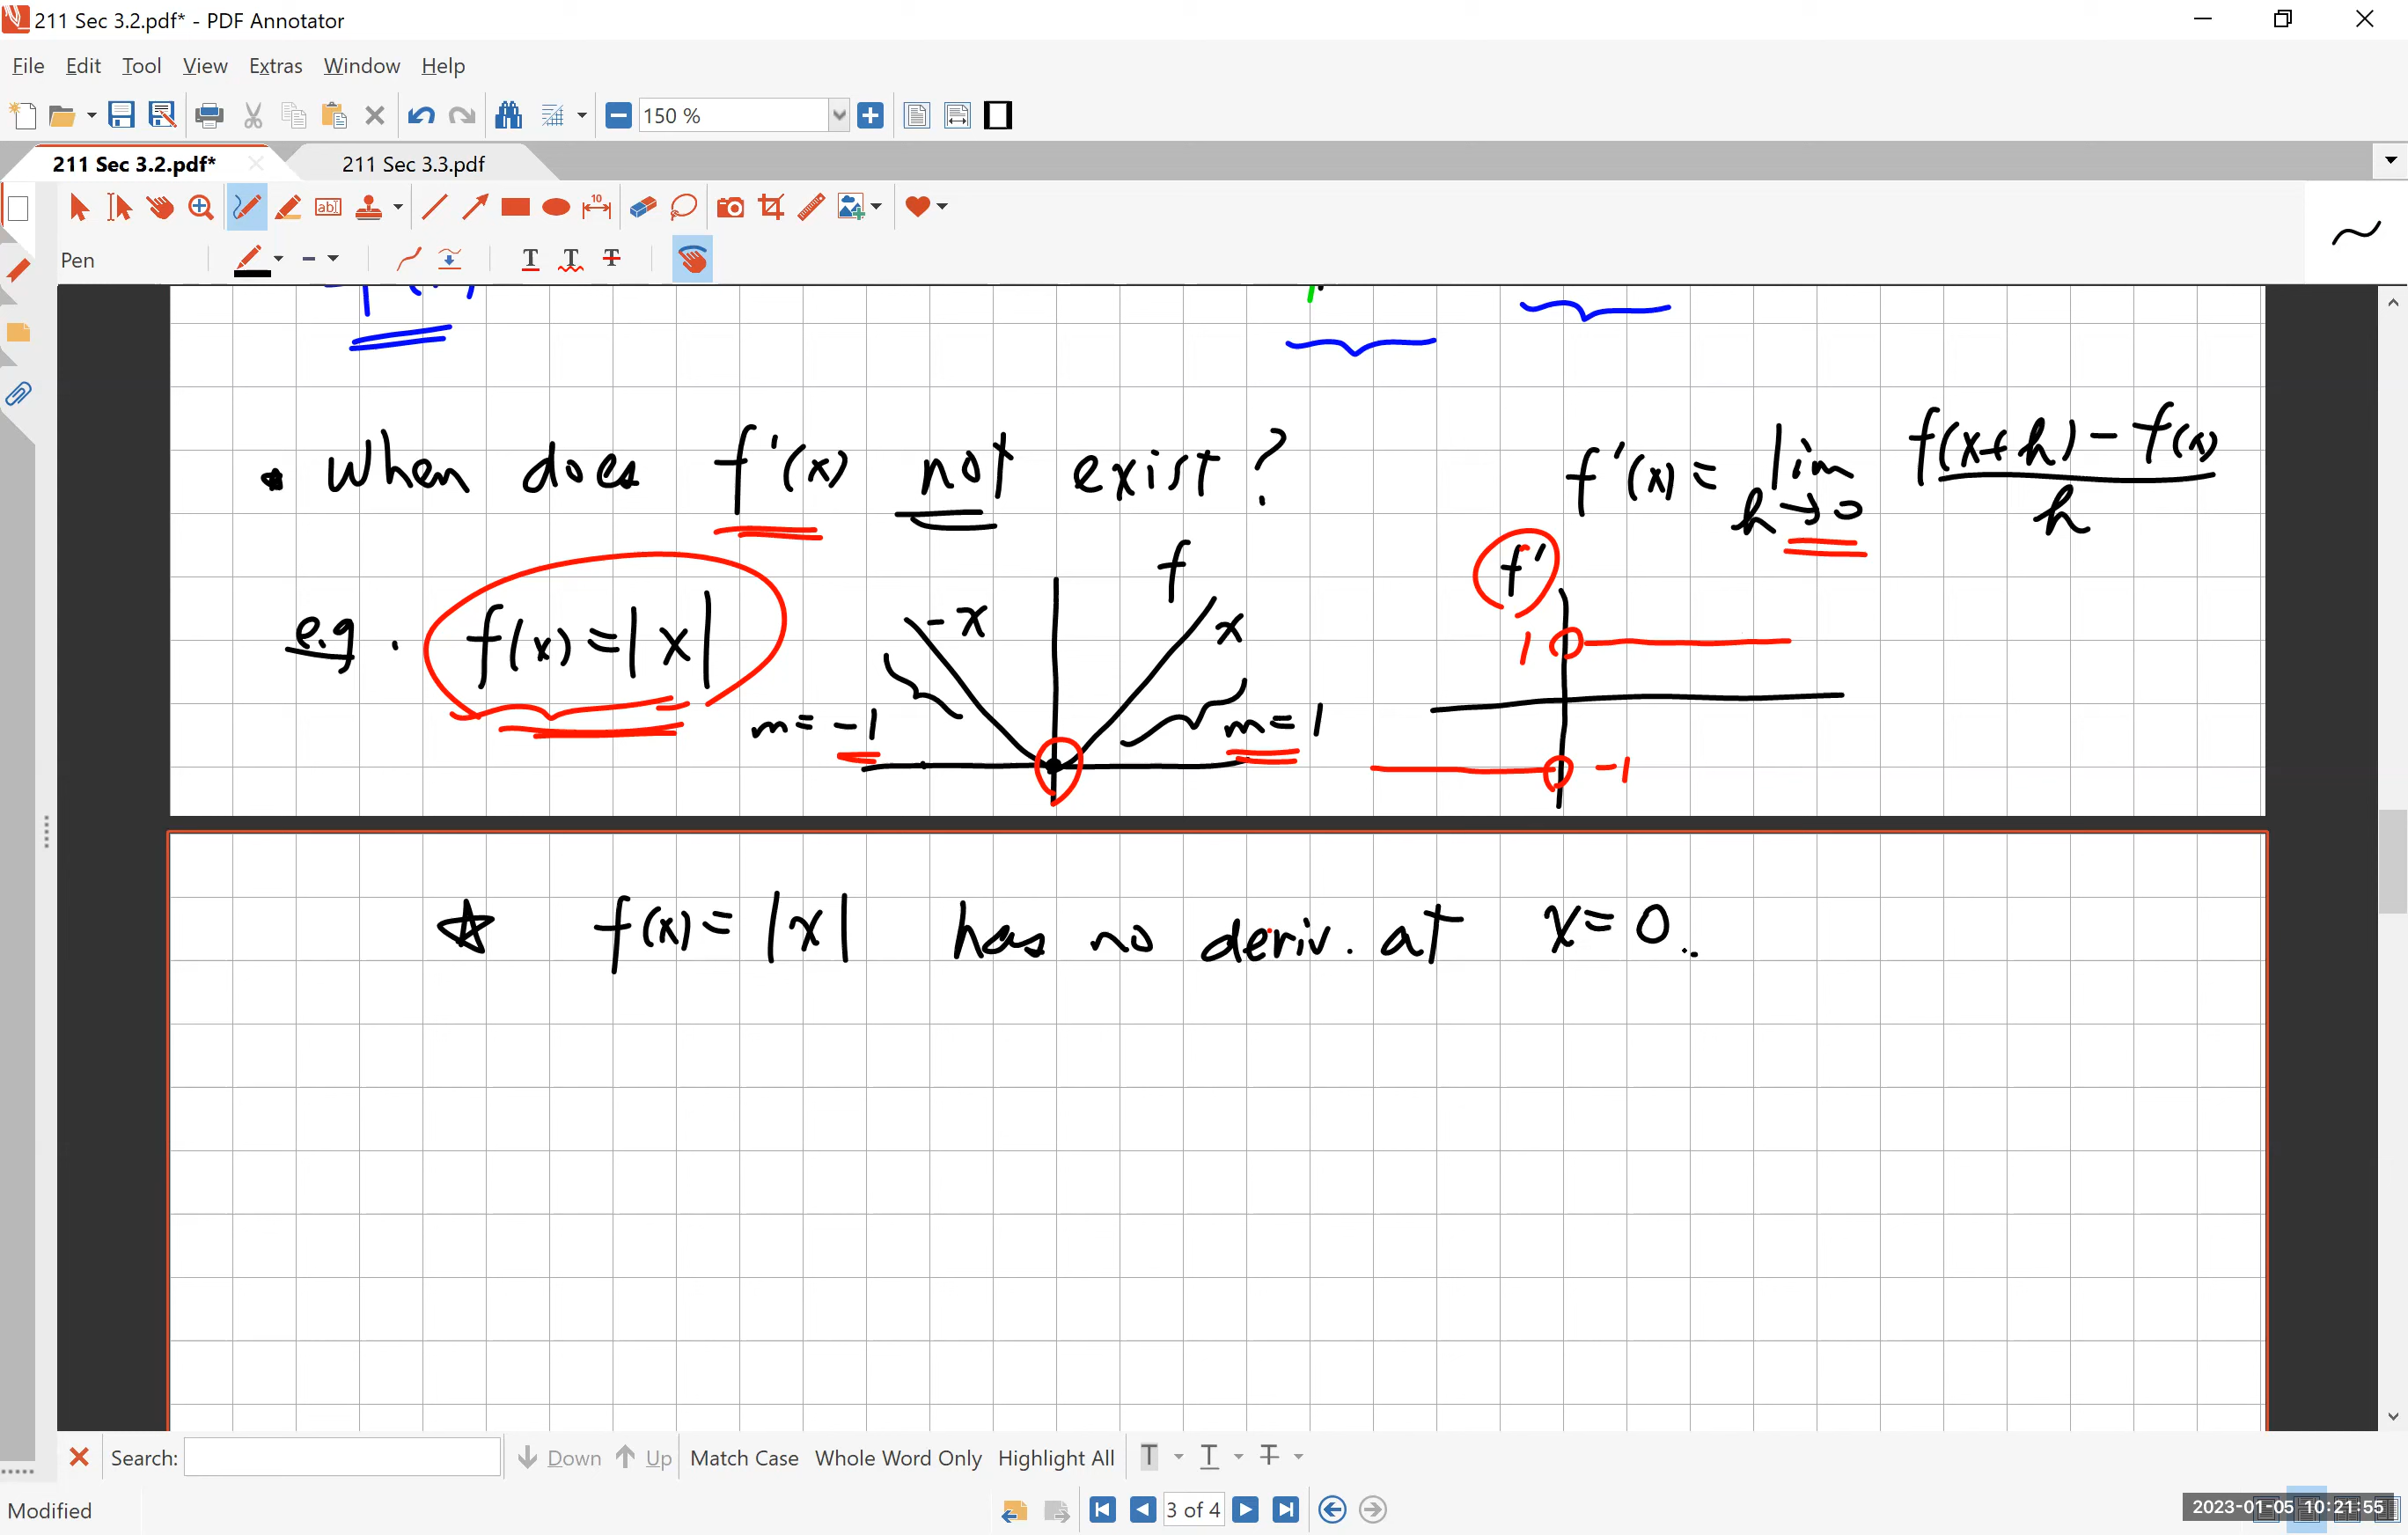 211 Sec 3.2.pdf* - PDF Annotator
File Edit Tool View Extras Window Help
150 %
211 Sec 3.2.pdf* 211 Sec 3.3.pdf
Pen
• When does f'(x) not exist?
f'(x) = lim h→0 f(x+h) - f(x) / h
e.g. f(x) = |x|
-x
f
x
m = -1
m = 1
f'
1
-1
☆ f(x) = |x| has no deriv. at x = 0.
Search: Down Up Match Case Whole Word Only Highlight All
Modified
3 of 4
2023-01-05 10:21:55